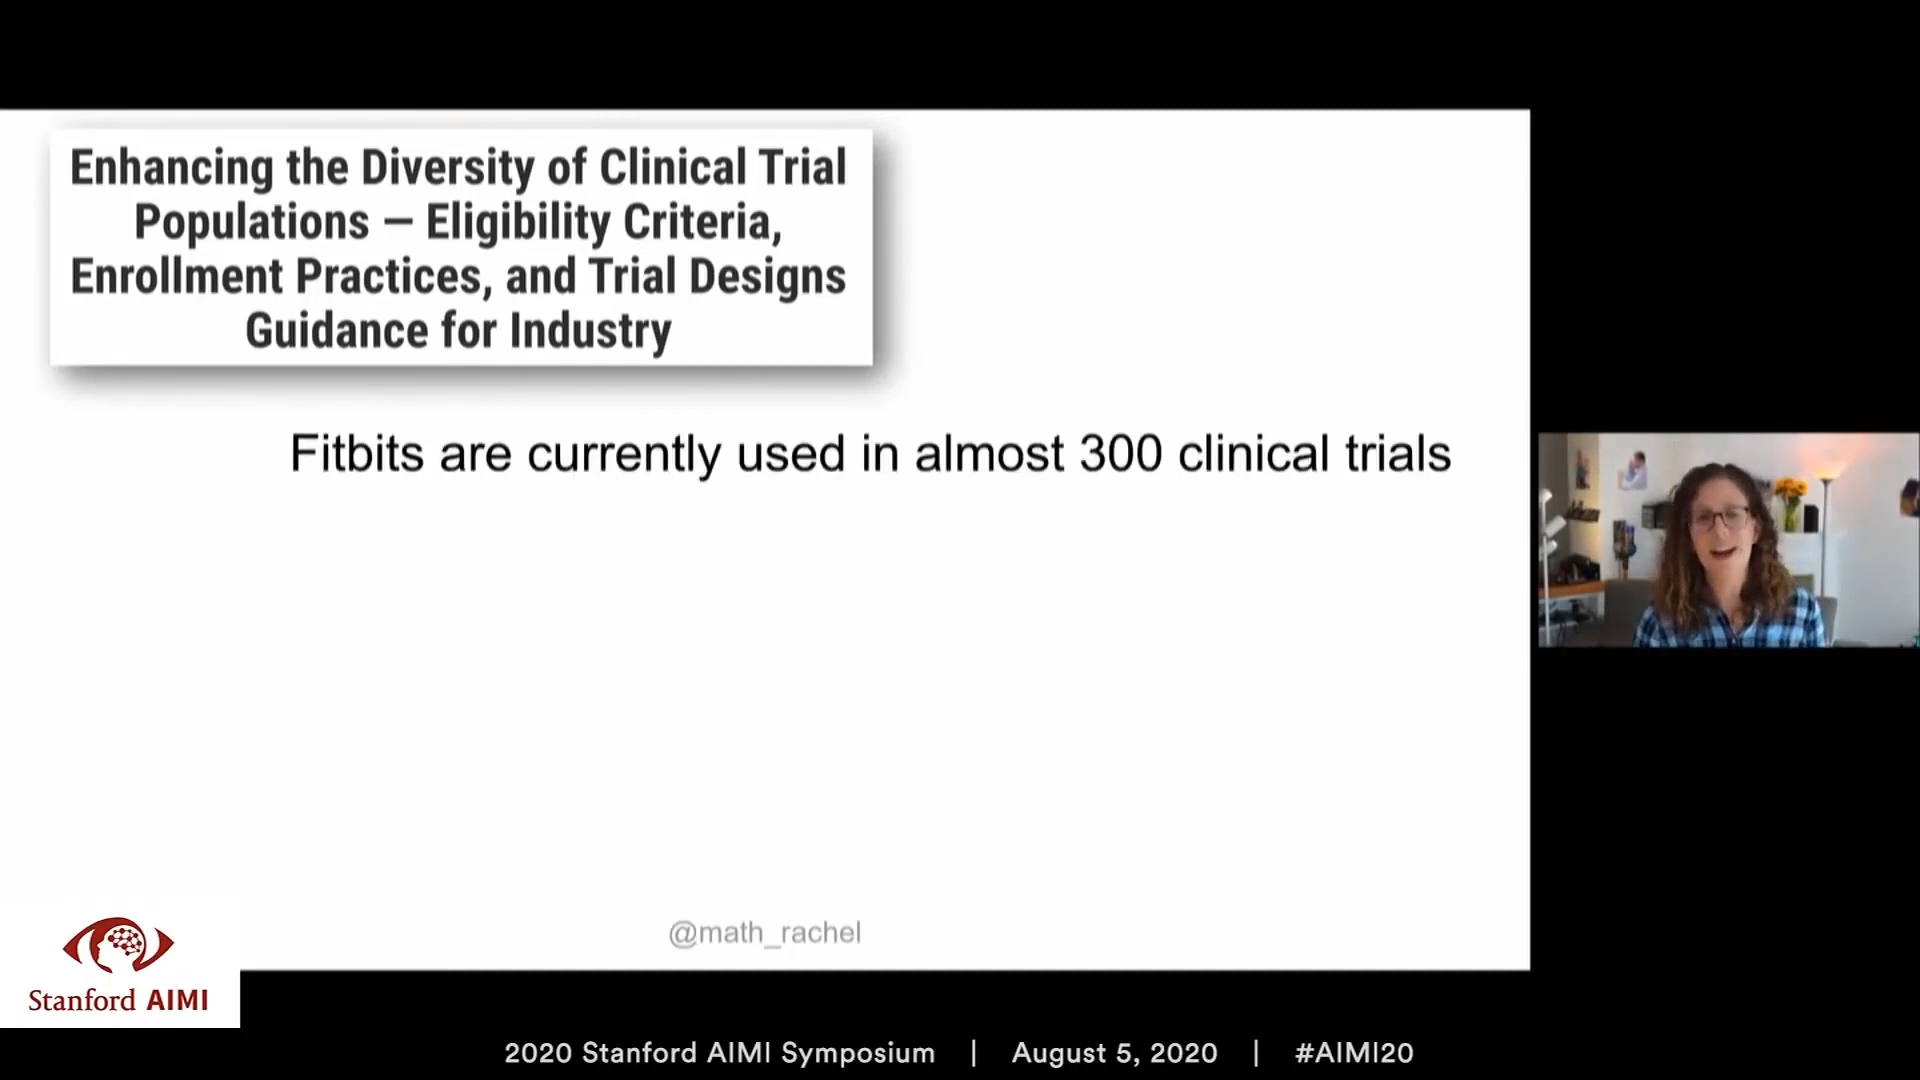 Enhancing the Diversity of Clinical Trial
Populations — Eligibility Criteria,
Enrollment Practices, and Trial Designs
Guidance for Industry
Fitbits are currently used in almost 300 clinical trials
@math_rachel
Stanford AIMI
2020 Stanford AIMI Symposium | August 5, 2020 | #AIMI20